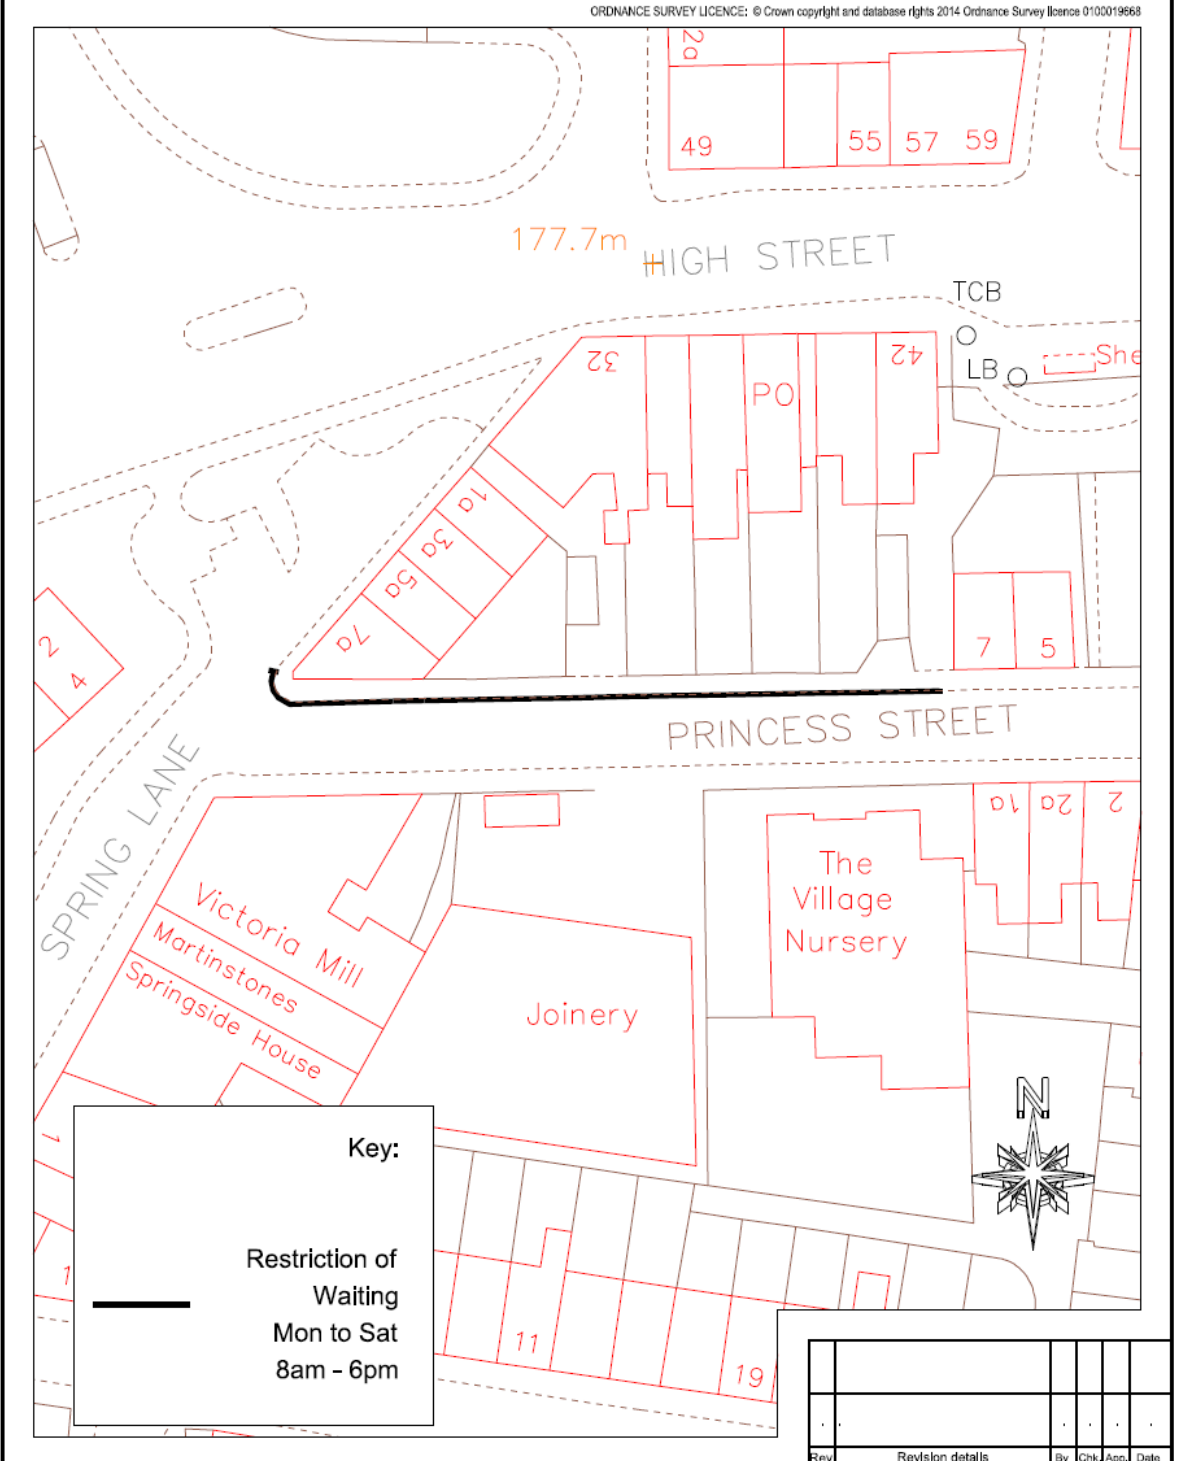 ORDNANCE SURVEY LICENCE: © Crown copyright and database rights 2014 Ordnance Survey licence 0100019668
2a
49
55
57
59
177.7m
HIGH STREET
TCB
LB
She
32
PO
42
1a
3a
5a
7a
7
5
2
4
PRINCESS STREET
SPRING LANE
1a
2a
2
The
Village
Nursery
Victoria Mill
Martinstones
Springside House
Joinery
N
1
1
11
19
Key:
Restriction of
Waiting
Mon to Sat
8am - 6pm
Rev
Revision details
By
Chk.
App.
Date